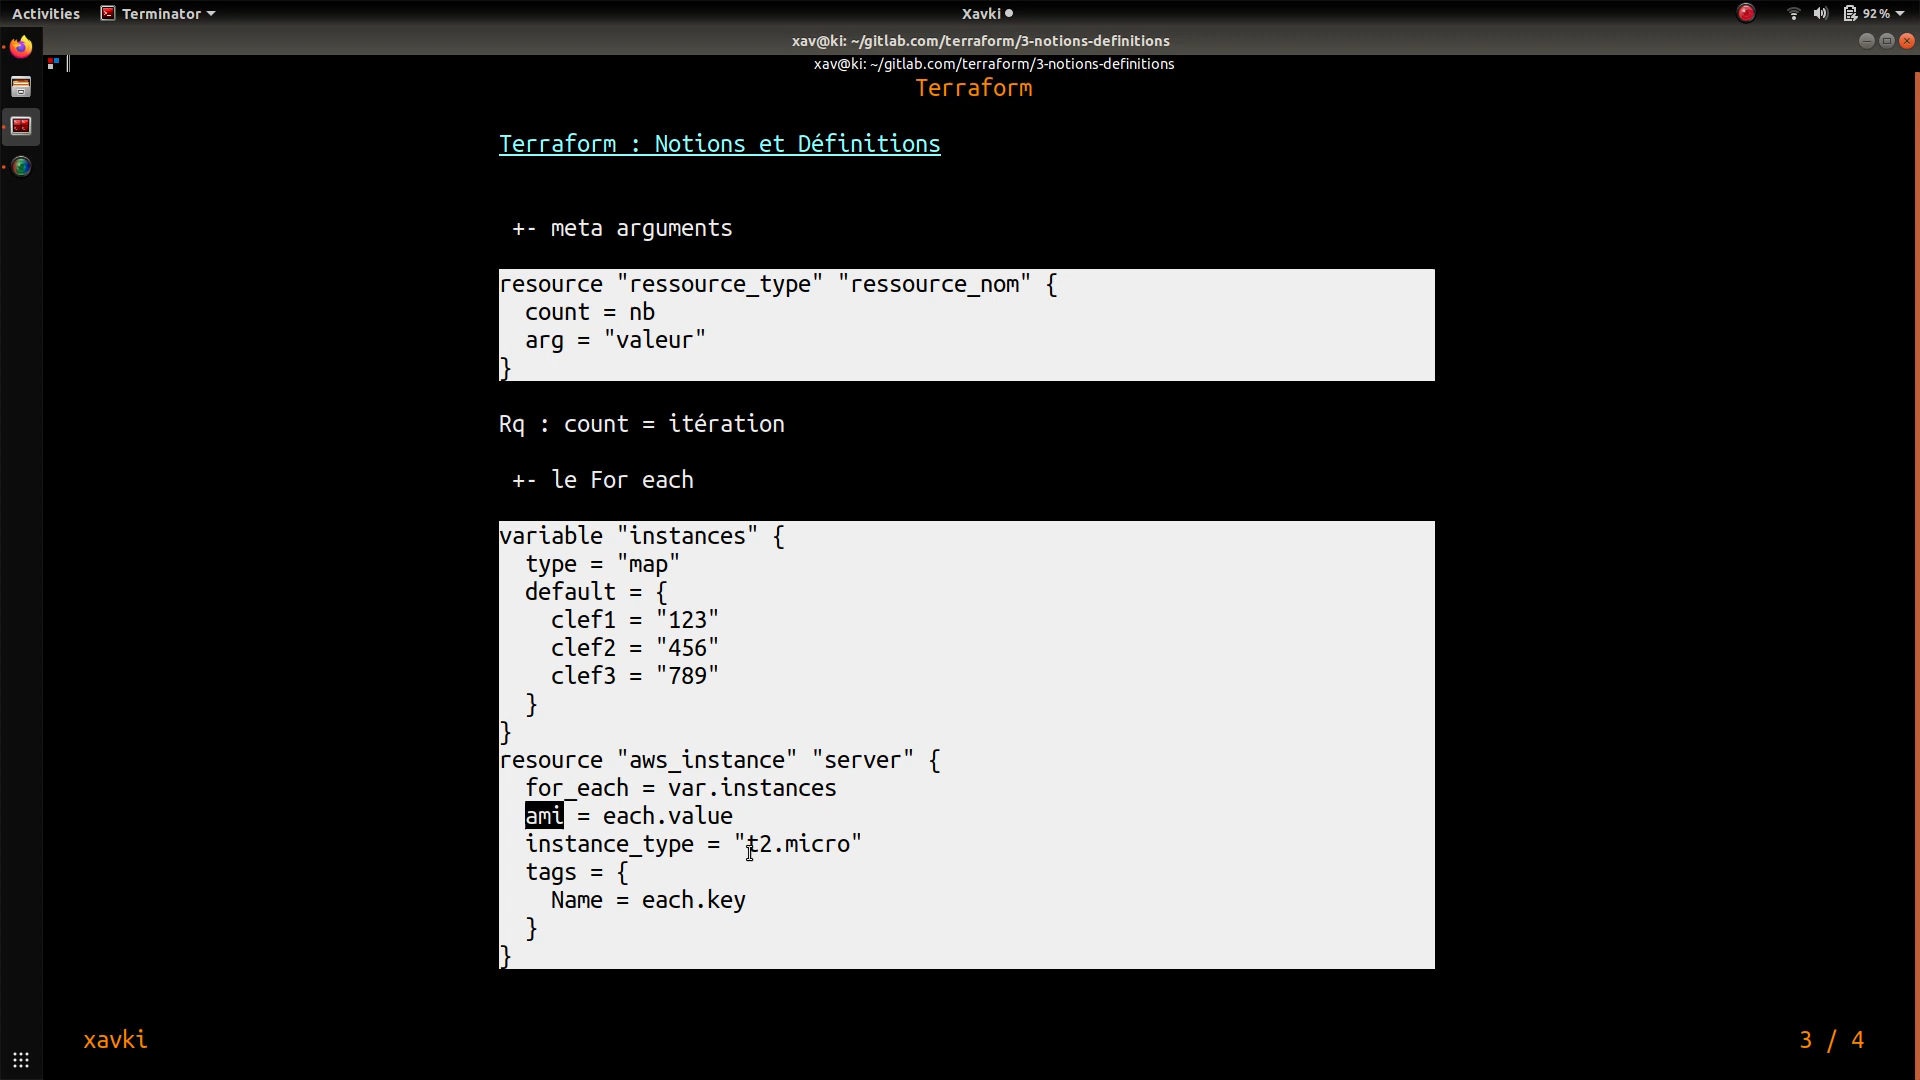 Activities Terminator Xavki 92 %
xav@ki: ~/gitlab.com/terraform/3-notions-definitions
xav@ki: ~/gitlab.com/terraform/3-notions-definitions
Terraform
Terraform : Notions et Définitions
+- meta arguments
resource "ressource_type" "ressource_nom" {
  count = nb
  arg = "valeur"
}
Rq : count = itération
+- le For each
variable "instances" {
  type = "map"
  default = {
    clef1 = "123"
    clef2 = "456"
    clef3 = "789"
  }
}
resource "aws_instance" "server" {
  for_each = var.instances
  ami = each.value
  instance_type = "t2.micro"
  tags = {
    Name = each.key
  }
}
xavki 3 / 4